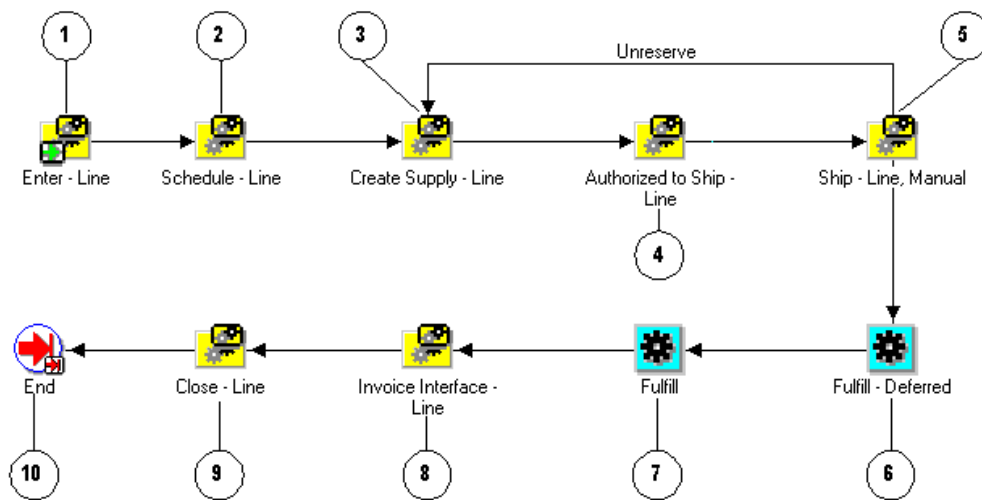 1
2
3
5
Unreserve
Enter - Line
Schedule - Line
Create Supply - Line
Authorized to Ship -
Line
Ship - Line, Manual
4
End
Close - Line
Invoice Interface -
Line
Fulfill
Fulfill - Deferred
10
9
8
7
6